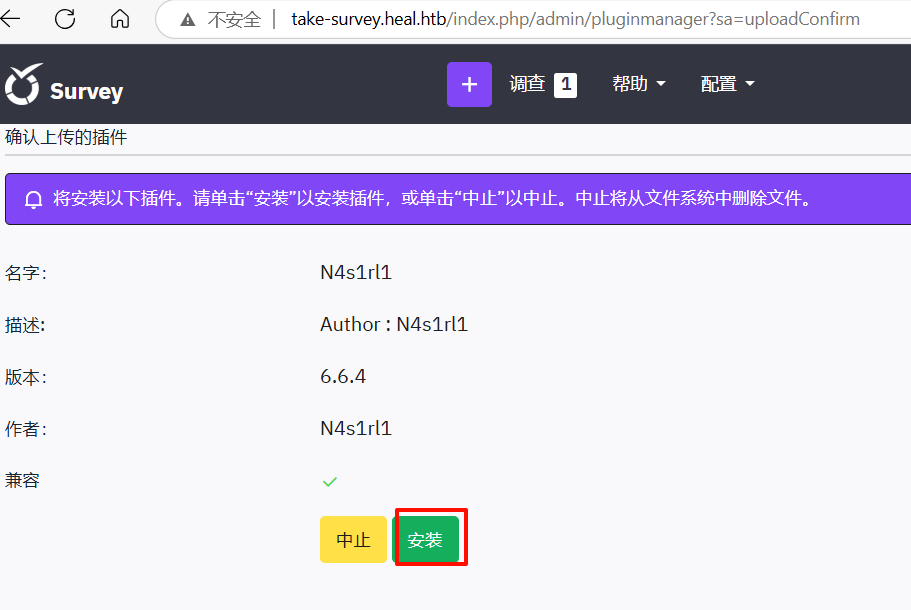 不安全 | take-survey.heal.htb/index.php/admin/pluginmanager?sa=uploadConfirm
Survey + 调查 1 帮助 配置
确认上传的插件
将安装以下插件。请单击“安装”以安装插件，或单击“中止”以中止。中止将从文件系统中删除文件。
名字： N4s1rl1
描述: Author : N4s1rl1
版本： 6.6.4
作者： N4s1rl1
兼容
中止 安装